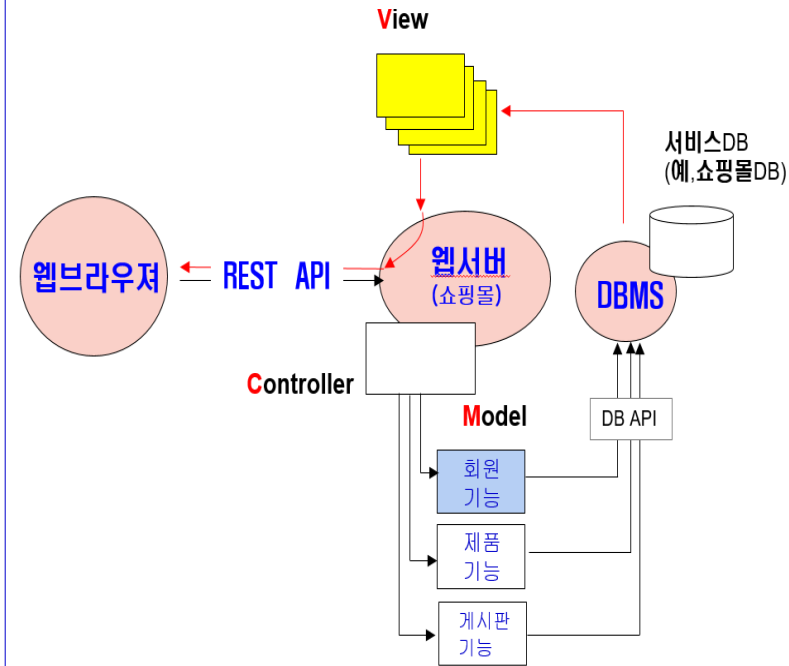 View
서비스DB
(예,쇼핑몰DB)
웹브라우져
REST API
웹서버
(쇼핑몰)
DBMS
Controller
Model
DB API
회원
기능
제품
기능
게시판
기능